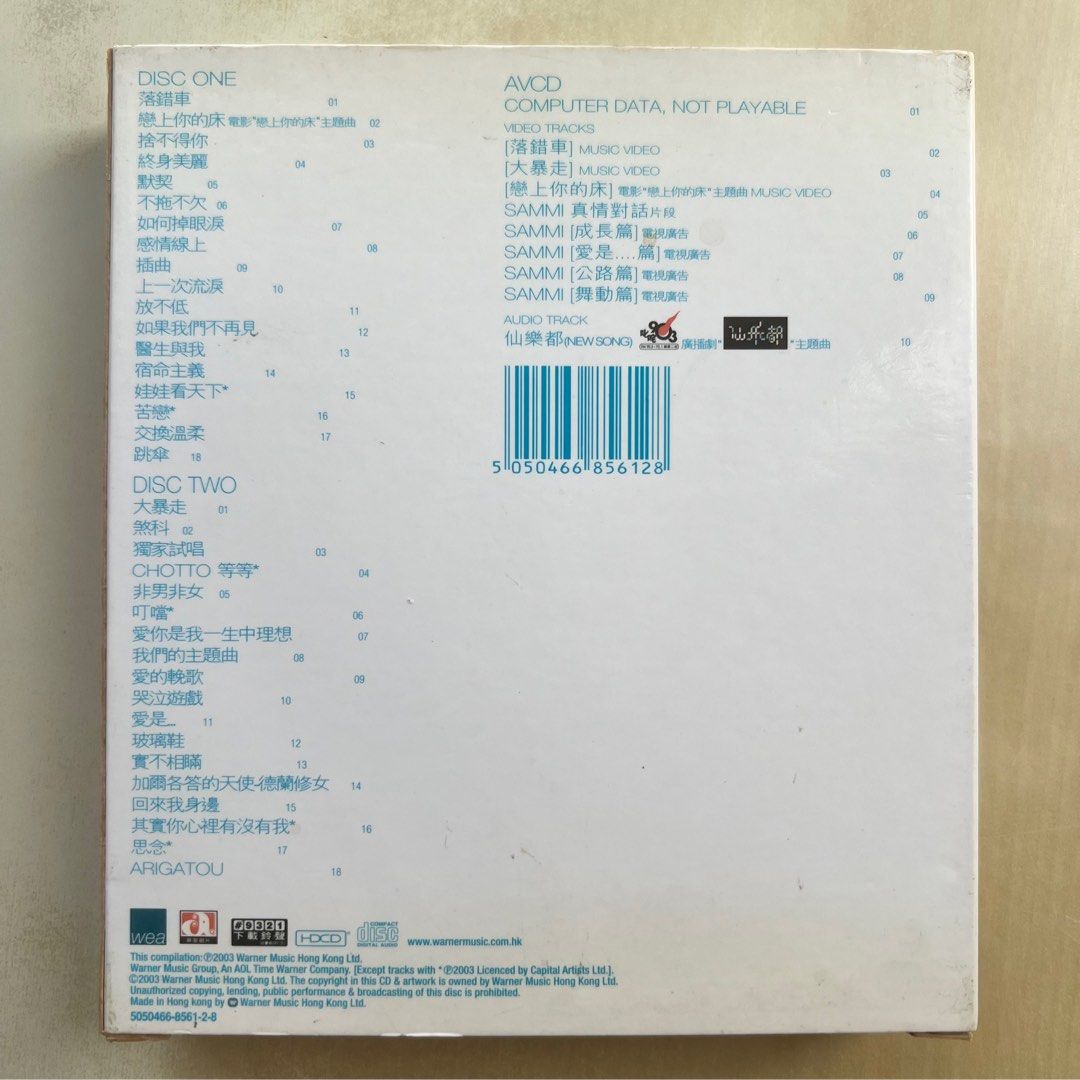 DISC ONE
落錯車 01
戀上你的床 電影"戀上你的床"主題曲 02
捨不得你 03
終身美麗 04
默契 05
不拖不欠 06
如何掉眼淚 07
感情線上 08
插曲 09
上一次流淚 10
放不低 11
如果我們不再見 12
醫生與我 13
宿命主義 14
娃娃看天下* 15
苦戀* 16
交換溫柔 17
跳傘 18
DISC TWO
大暴走 01
煞科 02
獨家試唱 03
CHOTTO 等等* 04
非男非女 05
叮噹* 06
愛你是我一生中理想 07
我們的主題曲 08
愛的輓歌 09
哭泣遊戲 10
愛是... 11
玻璃鞋 12
實不相瞞 13
加爾各答的天使-德蘭修女 14
回來我身邊 15
其實你心裡有沒有我* 16
思念* 17
ARIGATOU 18
AVCD
COMPUTER DATA, NOT PLAYABLE 01
VIDEO TRACKS
[落錯車] MUSIC VIDEO 02
[大暴走] MUSIC VIDEO 03
[戀上你的床] 電影"戀上你的床"主題曲 MUSIC VIDEO 04
SAMMI 真情對話片段 05
SAMMI [成長篇] 電視廣告 06
SAMMI [愛是....篇] 電視廣告 07
SAMMI [公路篇] 電視廣告 08
SAMMI [舞動篇] 電視廣告 09
AUDIO TRACK
仙樂都(NEW SONG) 903 廣播劇"仙樂都"主題曲 10
5 050466 856128
wea
a
#9321
下載鈴聲
HDCD
COMPACT
disc
DIGITAL AUDIO
www.warnermusic.com.hk
This compilation:Ⓟ2003 Warner Music Hong Kong Ltd.
Warner Music Group, An AOL Time Warner Company. [Except tracks with *Ⓟ2003 Licenced by Capital Artists Ltd.].
©2003 Warner Music Hong Kong Ltd. The copyright in this CD & artwork is owned by Warner Music Hong Kong Ltd.
Unauthorized copying, lending, public performance & broadcasting of this disc is prohibited.
Made in Hong kong by Warner Music Hong Kong Ltd.
5050466-8561-2-8